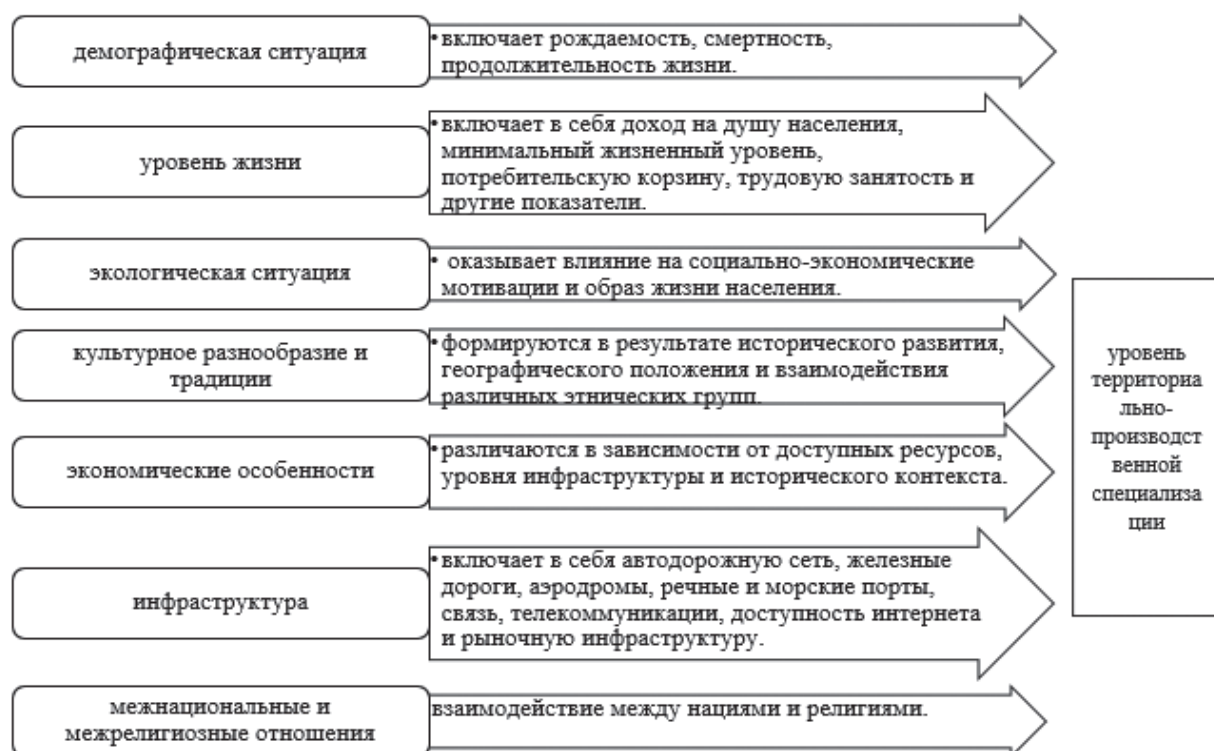 демографическая ситуация
•включает рождаемость, смертность,
продолжительность жизни.
уровень жизни
•включает в себя доход на душу населения,
минимальный жизненный уровень,
потребительскую корзину, трудовую занятость и
другие показатели.
экологическая ситуация
• оказывает влияние на социально-экономические
мотивации и образ жизни населения.
культурное разнообразие и
традиции
•формируются в результате исторического развития,
географического положения и взаимодействия
различных этнических групп.
экономические особенности
•различаются в зависимости от доступных ресурсов,
уровня инфраструктуры и исторического контекста.
инфраструктура
•включает в себя автодорожную сеть, железные
дороги, аэродромы, речные и морские порты,
связь, телекоммуникации, доступность интернета
и рыночную инфраструктуру.
межнациональные и
межрелигиозные отношения
взаимодействие между нациями и религиями.
уровень
территориа
льно-
производст
венной
специализа
ции